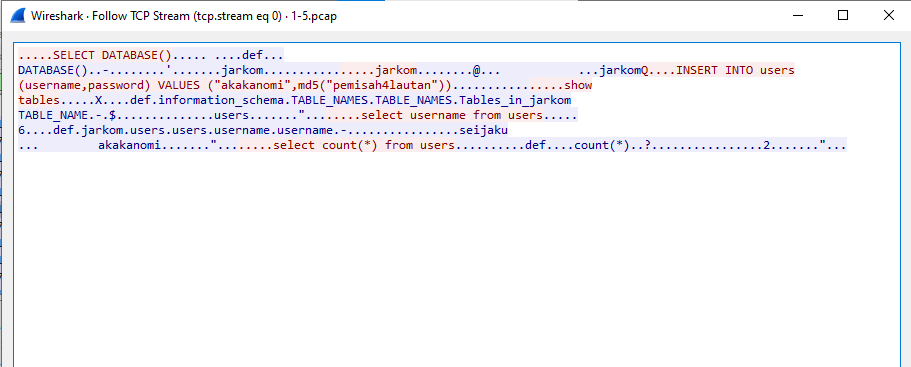 Wireshark · Follow TCP Stream (tcp.stream eq 0) · 1-5.pcap
.....SELECT DATABASE()..... ....def...
DATABASE()..-........'.......jarkom................jarkom........@... ...jarkomQ....INSERT INTO users
(username,password) VALUES ("akakanomi",md5("pemisah4lautan"))................show
tables.....X....def.information_schema.TABLE_NAMES.TABLE_NAMES.Tables_in_jarkom
TABLE_NAME.-.$..............users......."........select username from users.....
6....def.jarkom.users.users.username.username.-................seijaku
... akakanomi......."........select count(*) from users..........def....count(*)..?................2......."...